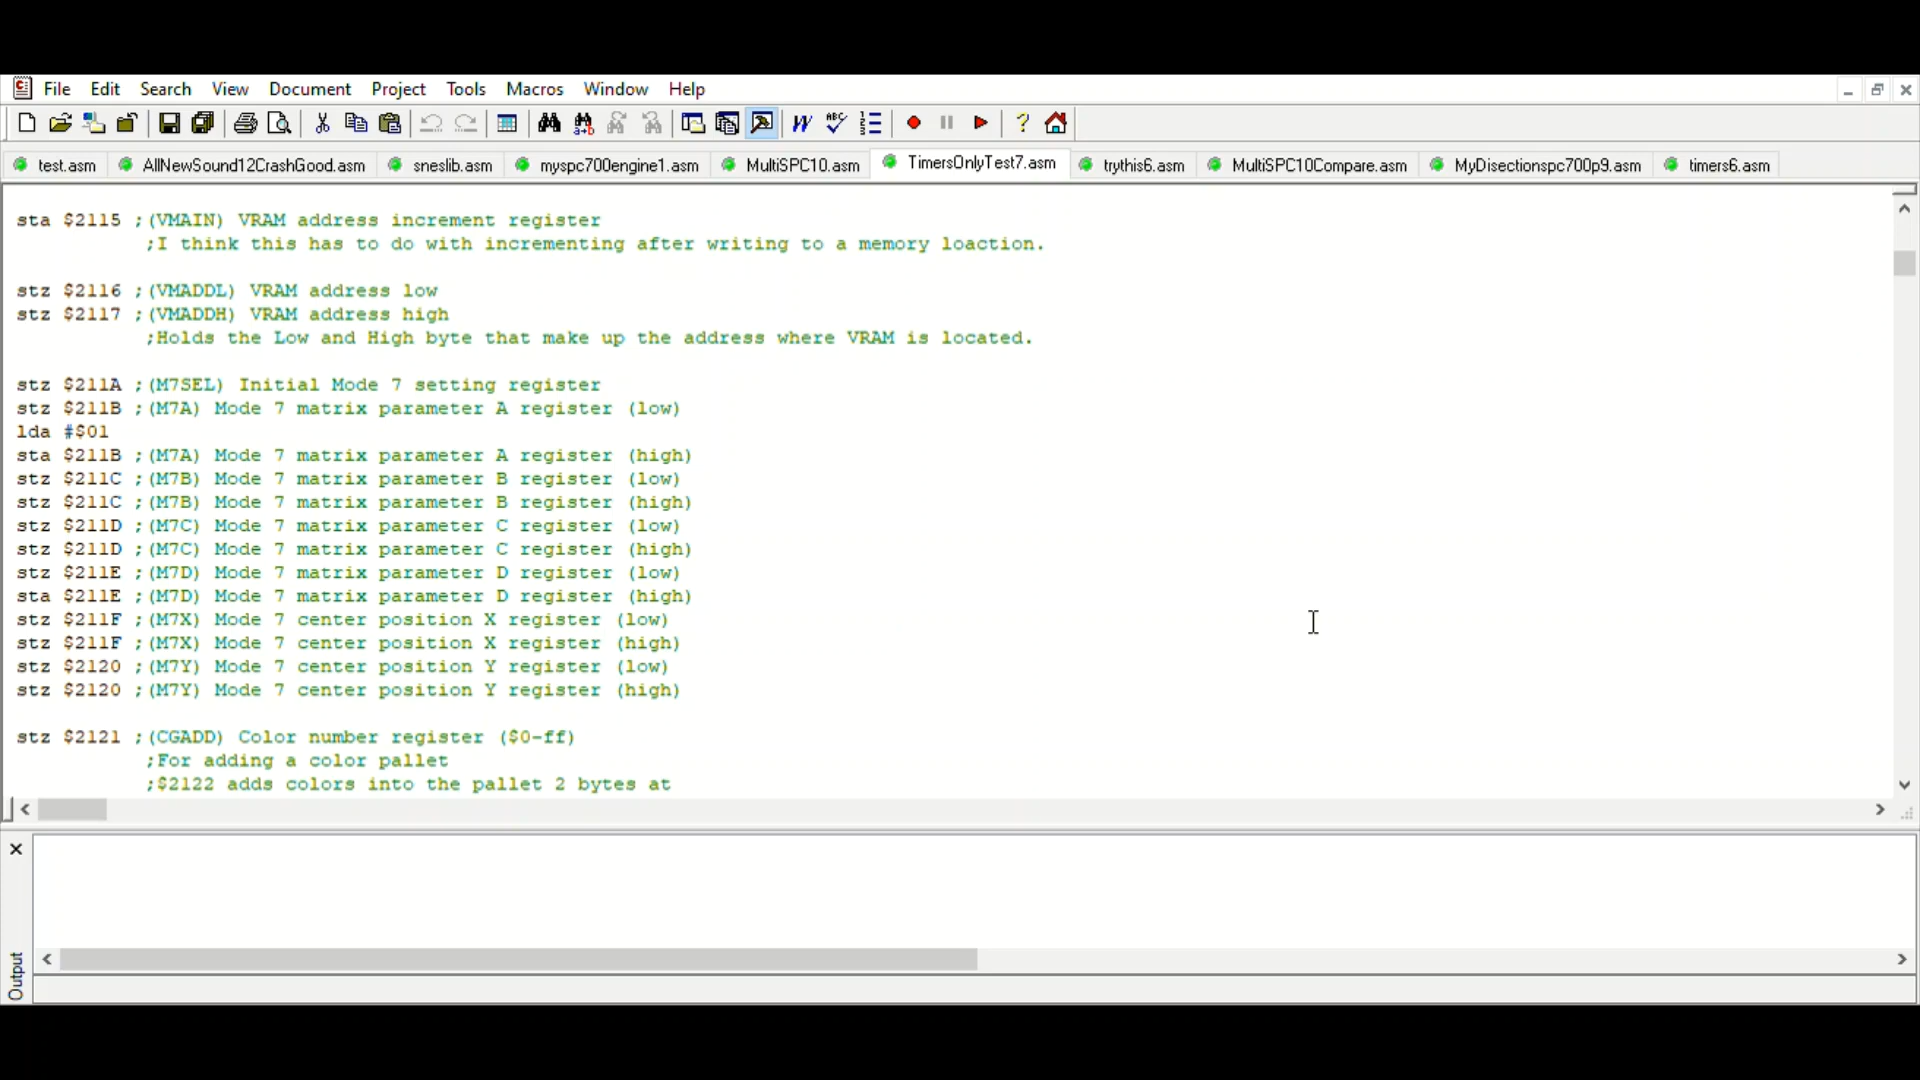 File Edit Search View Document Project Tools Macros Window Help
test.asm AllNewSound12CrashGood.asm sneslib.asm myspc700engine1.asm MultiSPC10.asm TimersOnlyTest7.asm trythis6.asm MultiSPC10Compare.asm MyDisectionspc700p9.asm timers6.asm
sta $2115 ;(VMAIN) VRAM address increment register
;I think this has to do with incrementing after writing to a memory loaction.
stz $2116 ;(VMADDL) VRAM address low
stz $2117 ;(VMADDH) VRAM address high
;Holds the Low and High byte that make up the address where VRAM is located.
stz $211A ;(M7SEL) Initial Mode 7 setting register
stz $211B ;(M7A) Mode 7 matrix parameter A register (low)
lda #$01
sta $211B ;(M7A) Mode 7 matrix parameter A register (high)
stz $211C ;(M7B) Mode 7 matrix parameter B register (low)
stz $211C ;(M7B) Mode 7 matrix parameter B register (high)
stz $211D ;(M7C) Mode 7 matrix parameter C register (low)
stz $211D ;(M7C) Mode 7 matrix parameter C register (high)
stz $211E ;(M7D) Mode 7 matrix parameter D register (low)
sta $211E ;(M7D) Mode 7 matrix parameter D register (high)
stz $211F ;(M7X) Mode 7 center position X register (low)
stz $211F ;(M7X) Mode 7 center position X register (high)
stz $2120 ;(M7Y) Mode 7 center position Y register (low)
stz $2120 ;(M7Y) Mode 7 center position Y register (high)
stz $2121 ;(CGADD) Color number register ($0-ff)
;For adding a color pallet
;$2122 adds colors into the pallet 2 bytes at
Output